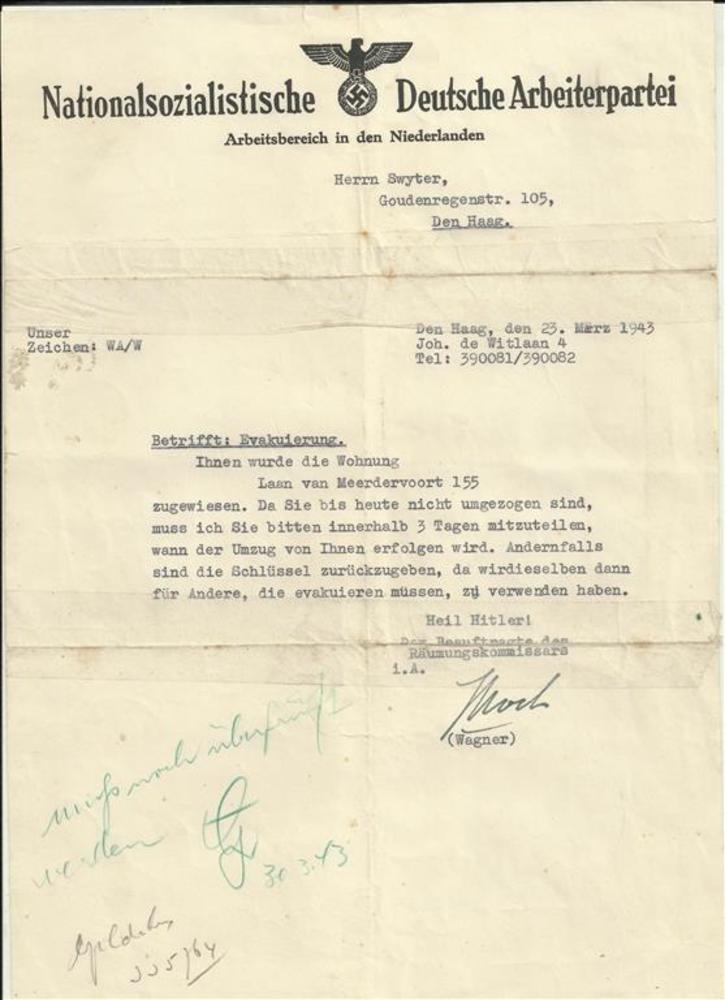 Nationalsozialistische Deutsche Arbeiterpartei
Arbeitsbereich in den Niederlanden
Herrn Swyter,
Goudenregenstr. 105,
Den Haag.
Unser
Zeichen: WA/W
Den Haag, den 23. März 1943
Joh. de Witlaan 4
Tel: 390081/390082
Betrifft: Evakuierung.
Ihnen wurde die Wohnung
Laan van Meerdervoort 155
zugewiesen. Da Sie bis heute nicht umgezogen sind,
muss ich Sie bitten innerhalb 3 Tagen mitzuteilen,
wann der Umzug von Ihnen erfolgen wird. Andernfalls
sind die Schlüssel zurückzugeben, da wirdieselben dann
für Andere, die evakuieren müssen, zu verwenden haben.
Heil Hitler!
Der Beauftragte des
Räumungskommissars
i.A.
(Wagner)
muss noch überprüft
werden
30.3.43